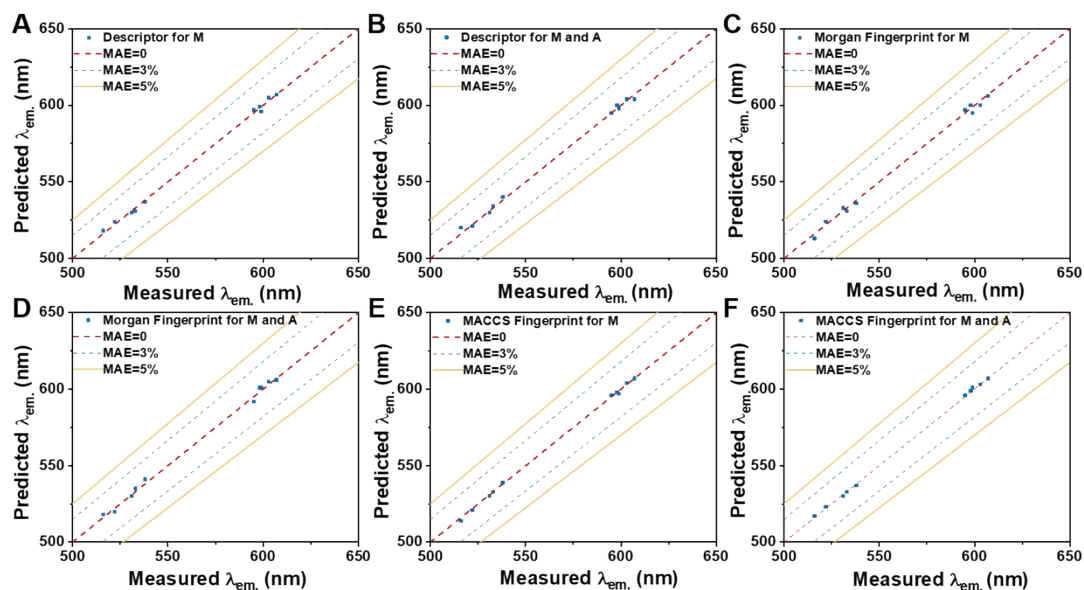 A
650
600
550
500
Predicted λem. (nm)
Descriptor for M
MAE=0
MAE=3%
MAE=5%
500 550 600 650
Measured λem. (nm)
B
650
600
550
500
Predicted λem. (nm)
Descriptor for M and A
MAE=0
MAE=3%
MAE=5%
500 550 600 650
Measured λem. (nm)
C
650
600
550
500
Predicted λem. (nm)
Morgan Fingerprint for M
MAE=0
MAE=3%
MAE=5%
500 550 600 650
Measured λem. (nm)
D
650
600
550
500
Predicted λem. (nm)
Morgan Fingerprint for M and A
MAE=0
MAE=3%
MAE=5%
500 550 600 650
Measured λem. (nm)
E
650
600
550
500
Predicted λem. (nm)
MACCS Fingerprint for M
MAE=0
MAE=3%
MAE=5%
500 550 600 650
Measured λem. (nm)
F
650
600
550
500
Predicted λem. (nm)
MACCS Fingerprint for M and A
MAE=0
MAE=3%
MAE=5%
500 550 600 650
Measured λem. (nm)